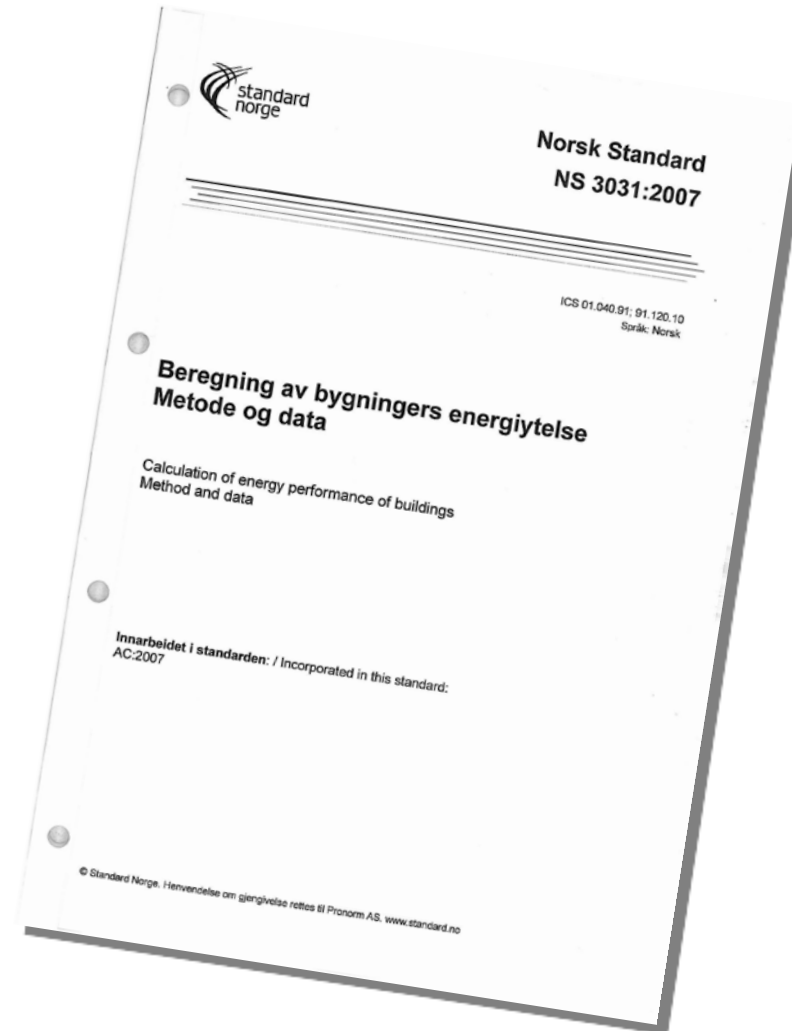 standard
norge
Norsk Standard
NS 3031:2007
ICS 01.040.91; 91.120.10
Språk: Norsk
Beregning av bygningers energiytelse
Metode og data
Calculation of energy performance of buildings
Method and data
Innarbeidet i standarden: / Incorporated in this standard:
AC:2007
© Standard Norge. Henvendelse om gjengivelse rettes til Pronorm AS. www.standard.no